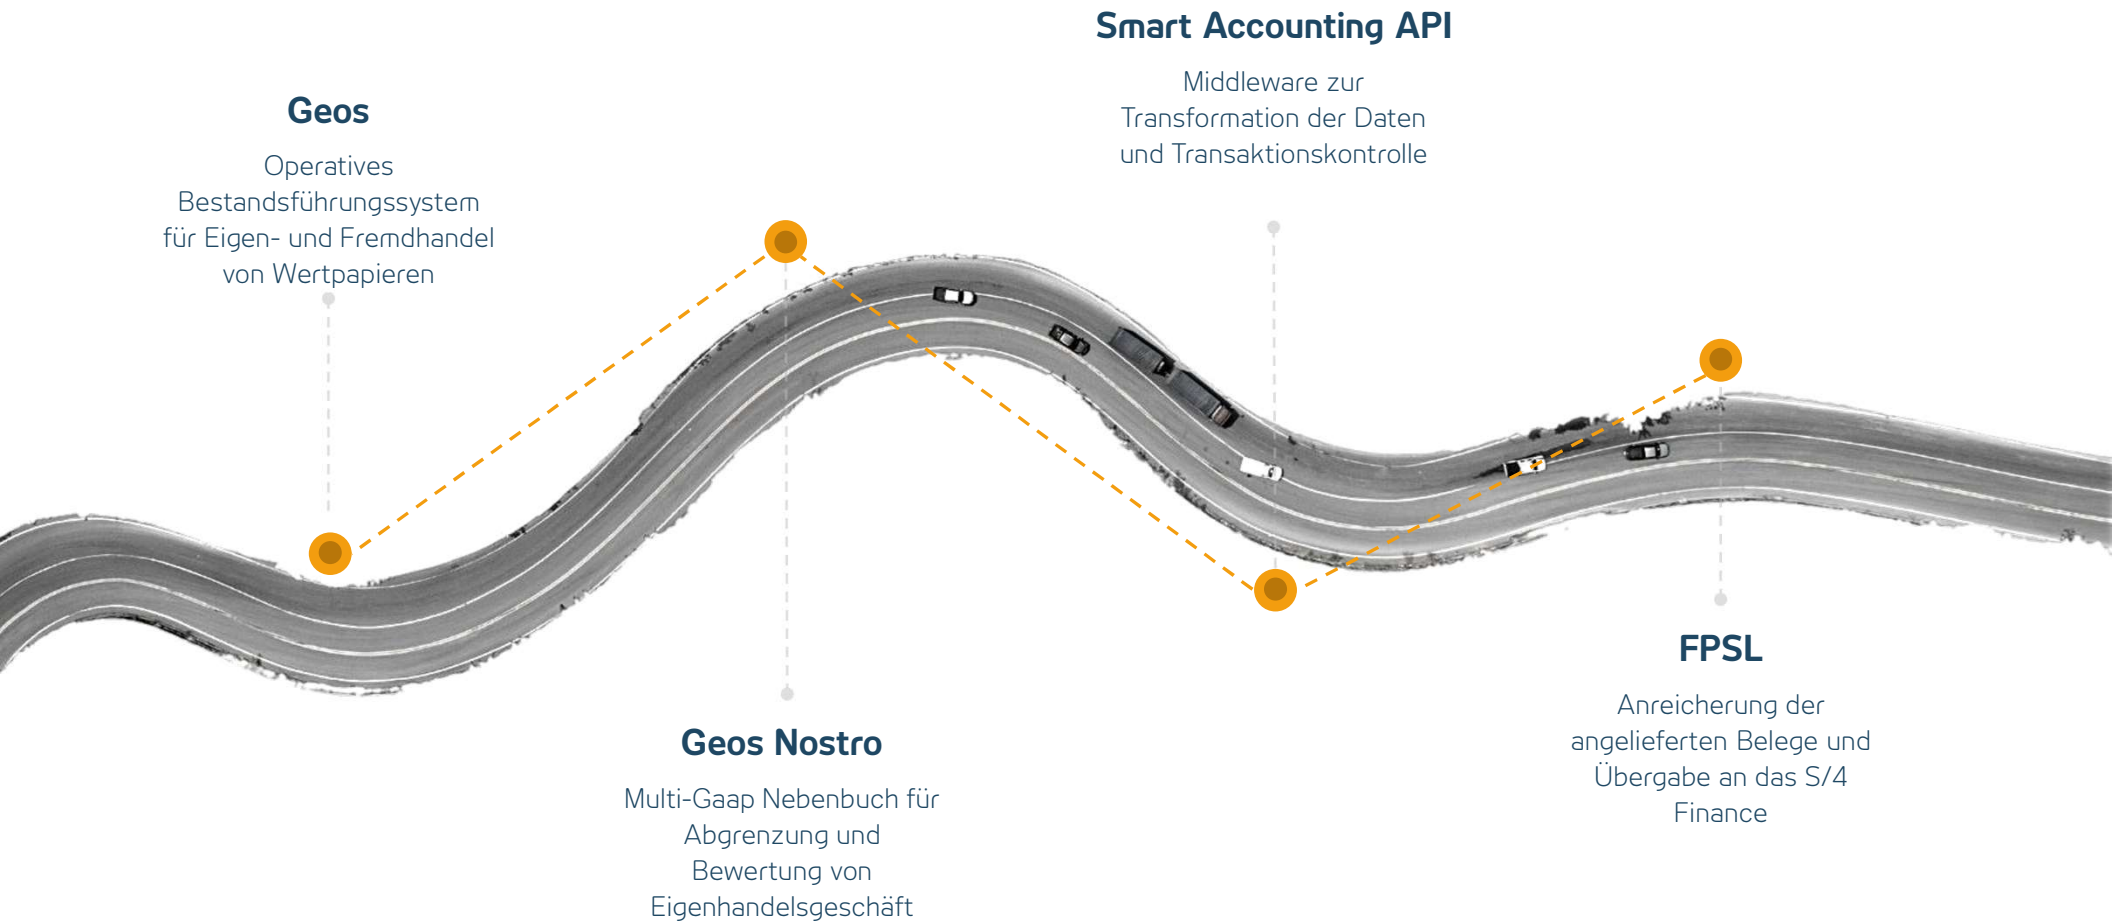 Geos
Operatives
Bestandsführungssystem
für Eigen- und Fremdhandel
von Wertpapieren
Geos Nostro
Multi-Gaap Nebenbuch für
Abgrenzung und
Bewertung von
Eigenhandelsgeschäft
Smart Accounting API
Middleware zur
Transformation der Daten
und Transaktionskontrolle
FPSL
Anreicherung der
angelieferten Belege und
Übergabe an das S/4
Finance